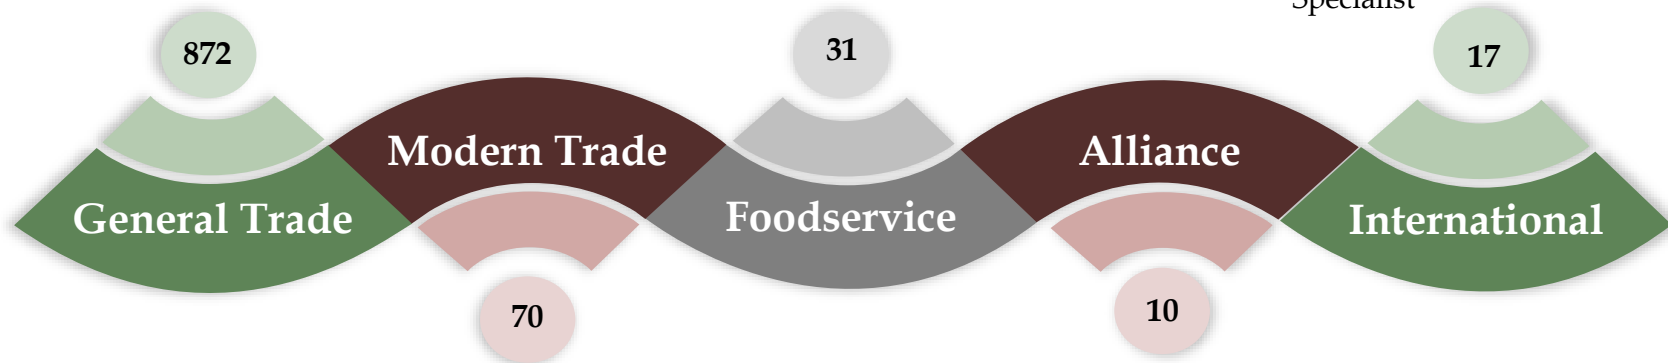 Specialist
872
31
17
Modern Trade
Alliance
General Trade
Foodservice
International
70
10